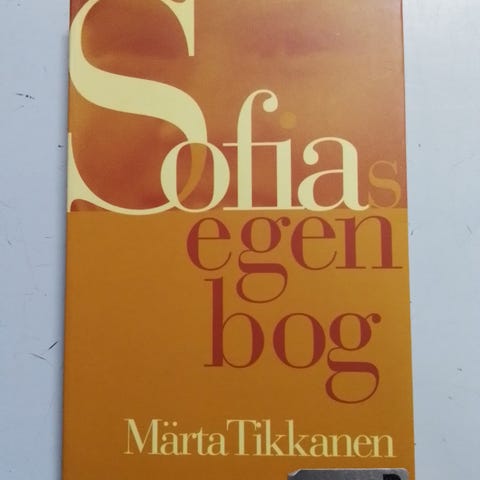 Sofias
egen
bog
Märta Tikkanen